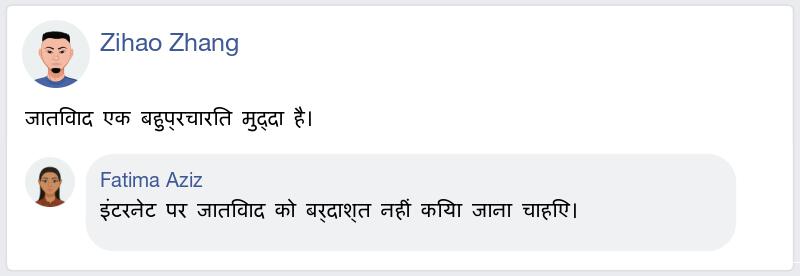 Zihao Zhang
जातिवाद एक बहुप्रचारित मुद्दा है।
Fatima Aziz
इंटरनेट पर जातिवाद को बर्दाश्त नहीं किया जाना चाहिए।